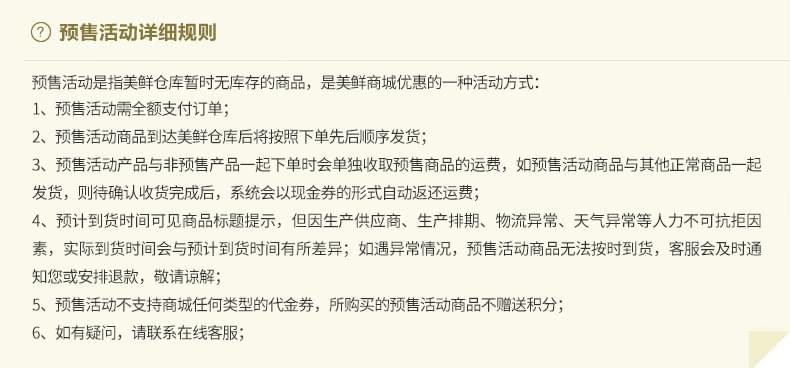 ? 预售活动详细规则
预售活动是指美鲜仓库暂时无库存的商品，是美鲜商城优惠的一种活动方式：
1、预售活动需全额支付订单；
2、预售活动商品到达美鲜仓库后将按照下单先后顺序发货；
3、预售活动产品与非预售产品一起下单时会单独收取预售商品的运费，如预售活动商品与其他正常商品一起
发货，则待确认收货完成后，系统会以现金券的形式自动返还运费；
4、预计到货时间可见商品标题提示，但因生产供应商、生产排期、物流异常、天气异常等人力不可抗拒因
素，实际到货时间会与预计到货时间有所差异；如遇异常情况，预售活动商品无法按时到货，客服会及时通
知您或安排退款，敬请谅解；
5、预售活动不支持商城任何类型的代金券，所购买的预售活动商品不赠送积分；
6、如有疑问，请联系在线客服；